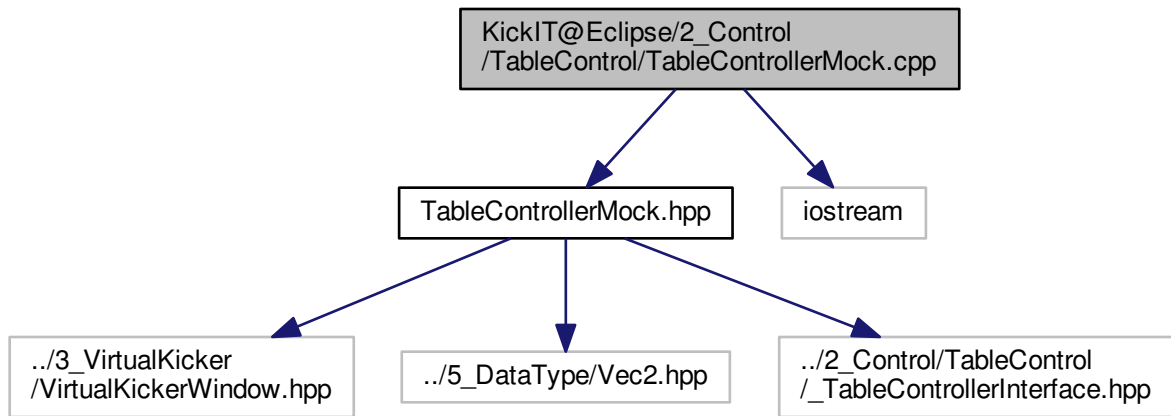 KickIT@Eclipse/2_Control
/TableControl/TableControllerMock.cpp
TableControllerMock.hpp
iostream
../3_VirtualKicker
/VirtualKickerWindow.hpp
../5_DataType/Vec2.hpp
../2_Control/TableControl
/_TableControllerInterface.hpp